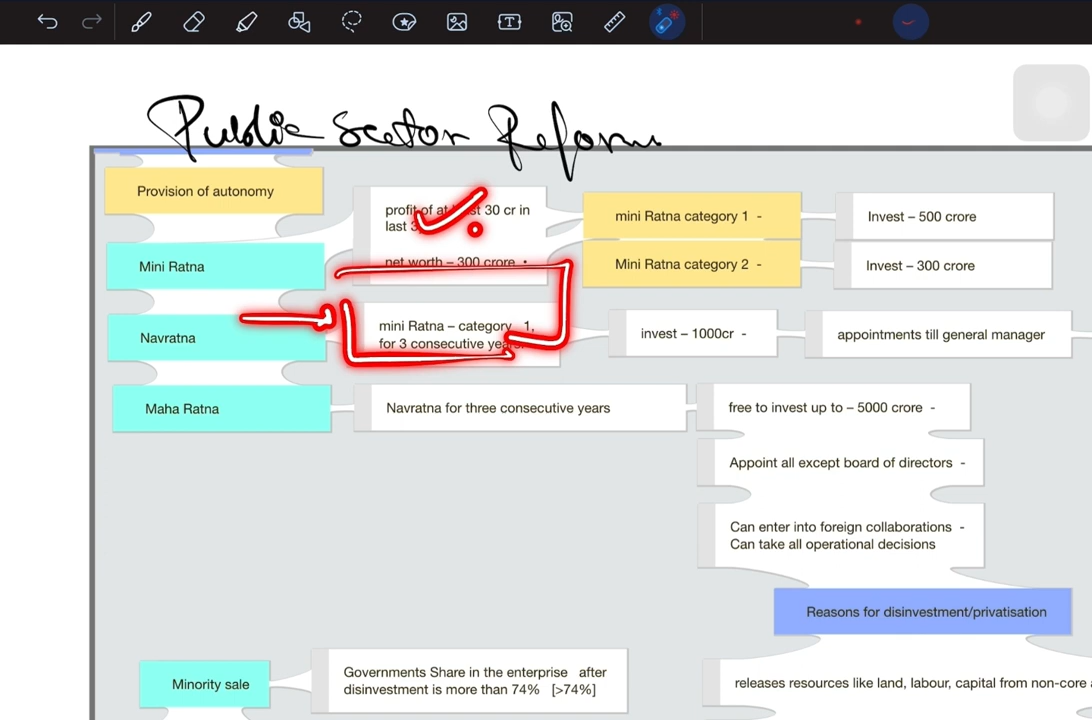 Public Sector Reform
Provision of autonomy
profit of at st 30 cr in
last 3
net worth – 300 crore •
mini Ratna category 1 -
Invest – 500 crore
Mini Ratna
Mini Ratna category 2 -
Invest – 300 crore
Navratna
mini Ratna – category 1,
for 3 consecutive
invest – 1000cr -
appointments till general manager
Maha Ratna
Navratna for three consecutive years
free to invest up to – 5000 crore -
Appoint all except board of directors -
Can enter into foreign collaborations -
Can take all operational decisions
Reasons for disinvestment/privatisation
Minority sale
Governments Share in the enterprise after
disinvestment is more than 74% [>74%]
releases resources like land, labour, capital from non-core